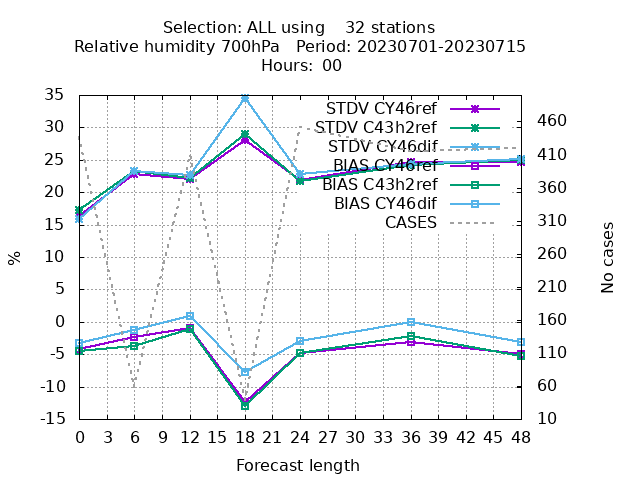 Selection: ALL using    32 stations
Relative humidity 700hPa   Period: 20230701-20230715
Hours: 00
STDV CY46ref
STDV C43h2ref
STDV CY46dif
BIAS CY46ref
BIAS C43h2ref
BIAS CY46dif
CASES
35
30
25
20
15
10
5
0
-5
-10
-15
%
460
410
360
310
260
210
160
110
60
10
No cases
0 3 6 9 12 15 18 21 24 27 30 33 36 39 42 45 48
Forecast length